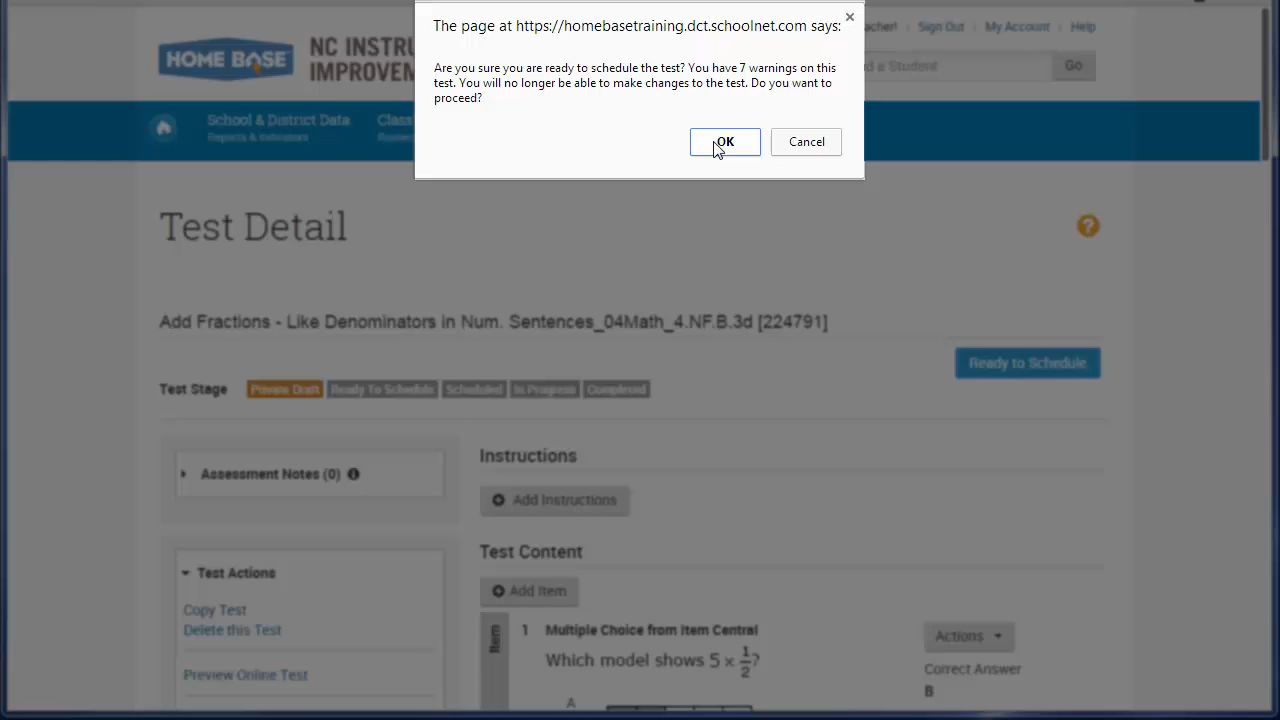 The page at https://homebasetraining.dct.schoolnet.com says:
Are you sure you are ready to schedule the test? You have 7 warnings on this
test. You will no longer be able to make changes to the test. Do you want to
proceed?
OK
Cancel
Sign Out
My Account
Help
HOME BASE
NC INSTRU
IMPROVEM
d a Student
Go
School & District Data
Reports & Indicators
Class
Test Detail
?
Add Fractions - Like Denominators in Num. Sentences_04Math_4.NF.B.3d [224791]
Ready to Schedule
Test Stage
Private Draft
Ready To Schedule
Scheduled
In Progress
Completed
Assessment Notes (0)
Instructions
Add Instructions
Test Content
Add Item
Test Actions
Copy Test
Delete this Test
Preview Online Test
Item
1 Multiple Choice from Item Central
Which model shows 5 x 1/2?
A
Actions
Correct Answer
B